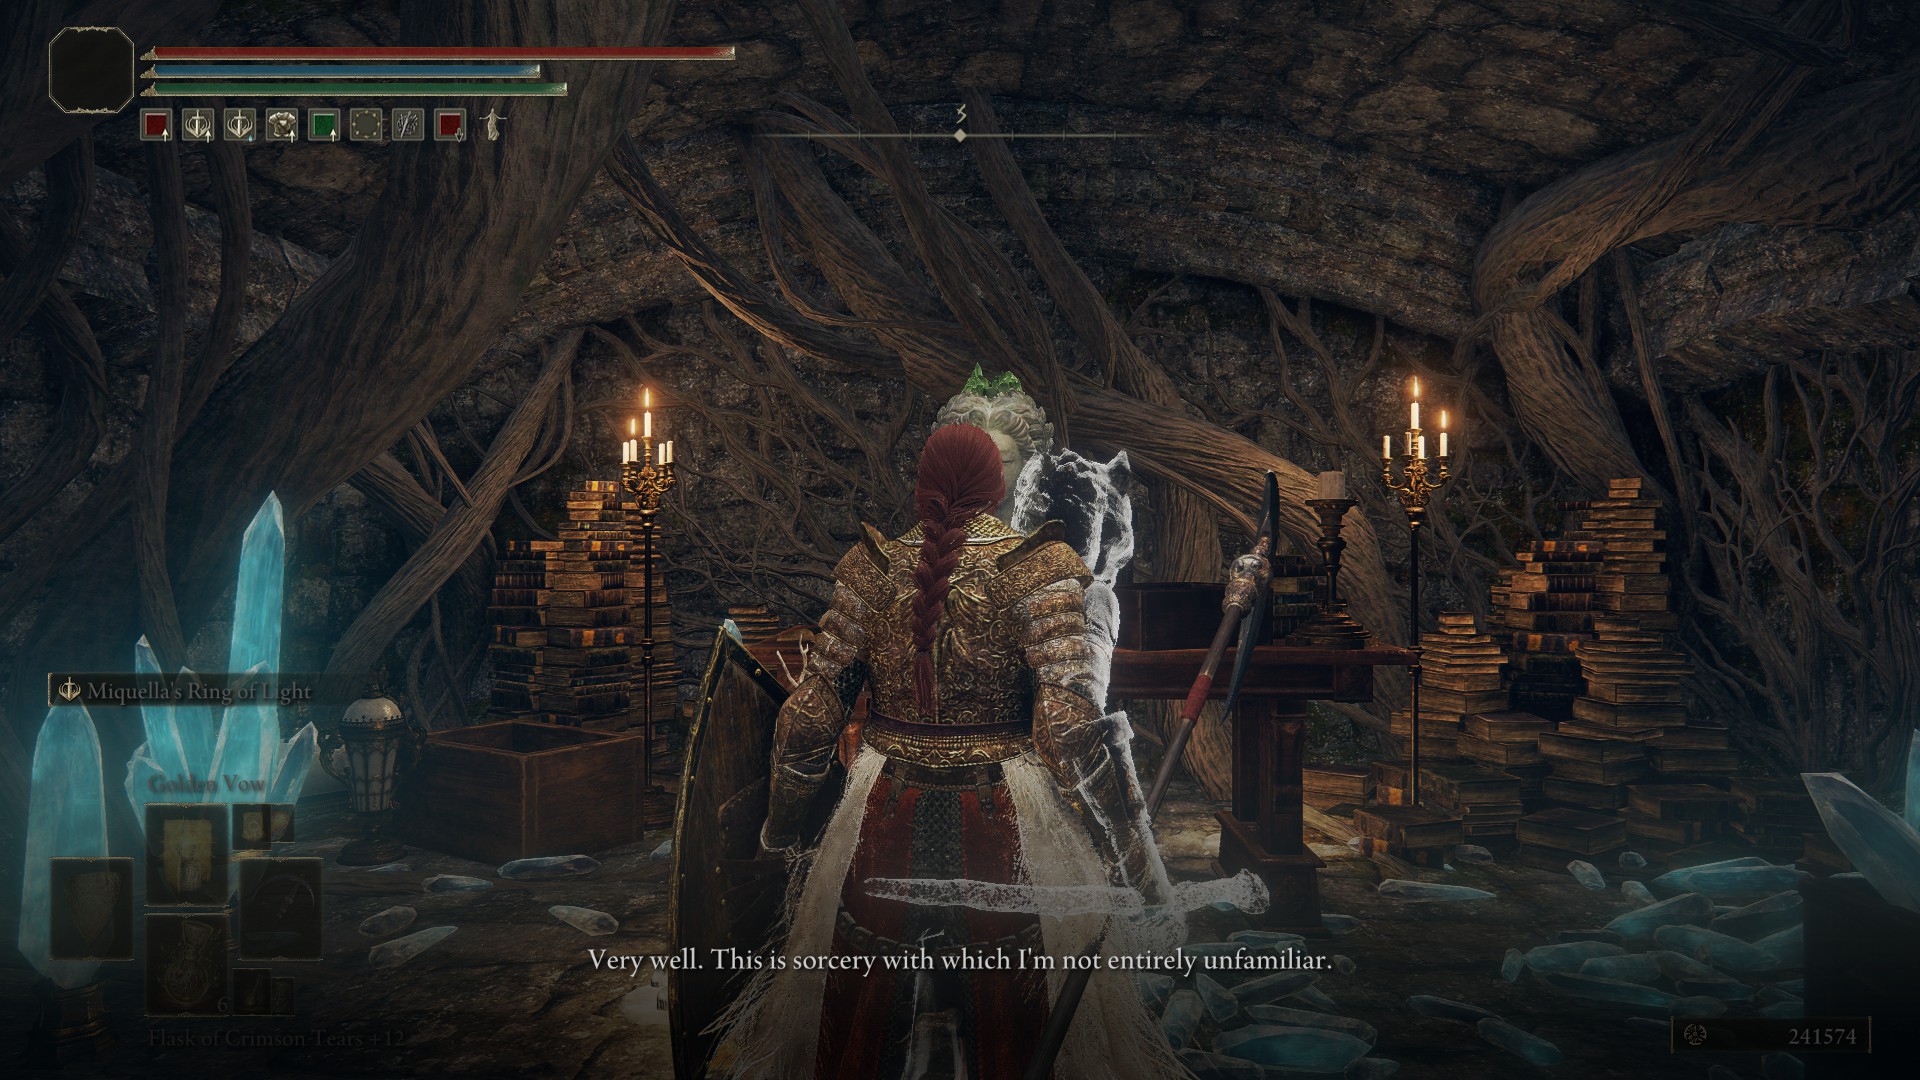 Miquella's Ring of Light
Golden Vow
6
Very well. This is sorcery with which I'm not entirely unfamiliar.
Flask of Crimson Tears +12
241574